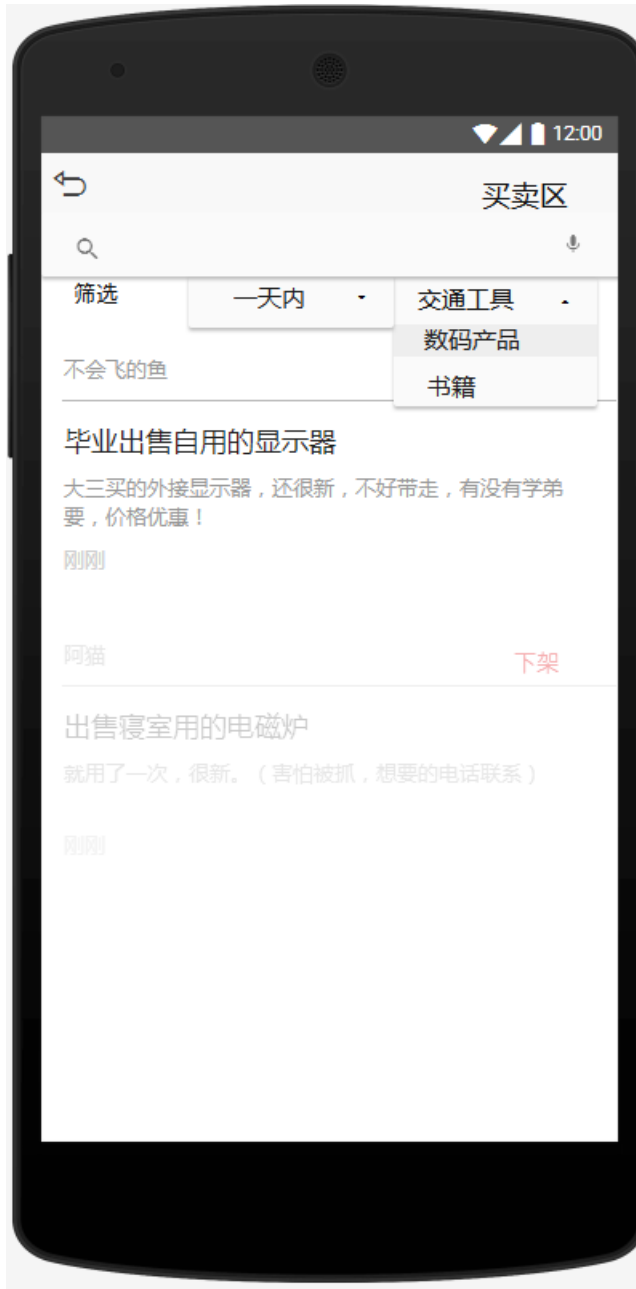 12:00
买卖区
筛选
一天内
交通工具
数码产品
书籍
不会飞的鱼
毕业出售自用的显示器
大三买的外接显示器，还很新，不好带走，有没有学弟
要，价格优惠！
刚刚
阿猫
下架
出售寝室用的电磁炉
就用了一次，很新。（害怕被抓，想要的电话联系）
刚刚